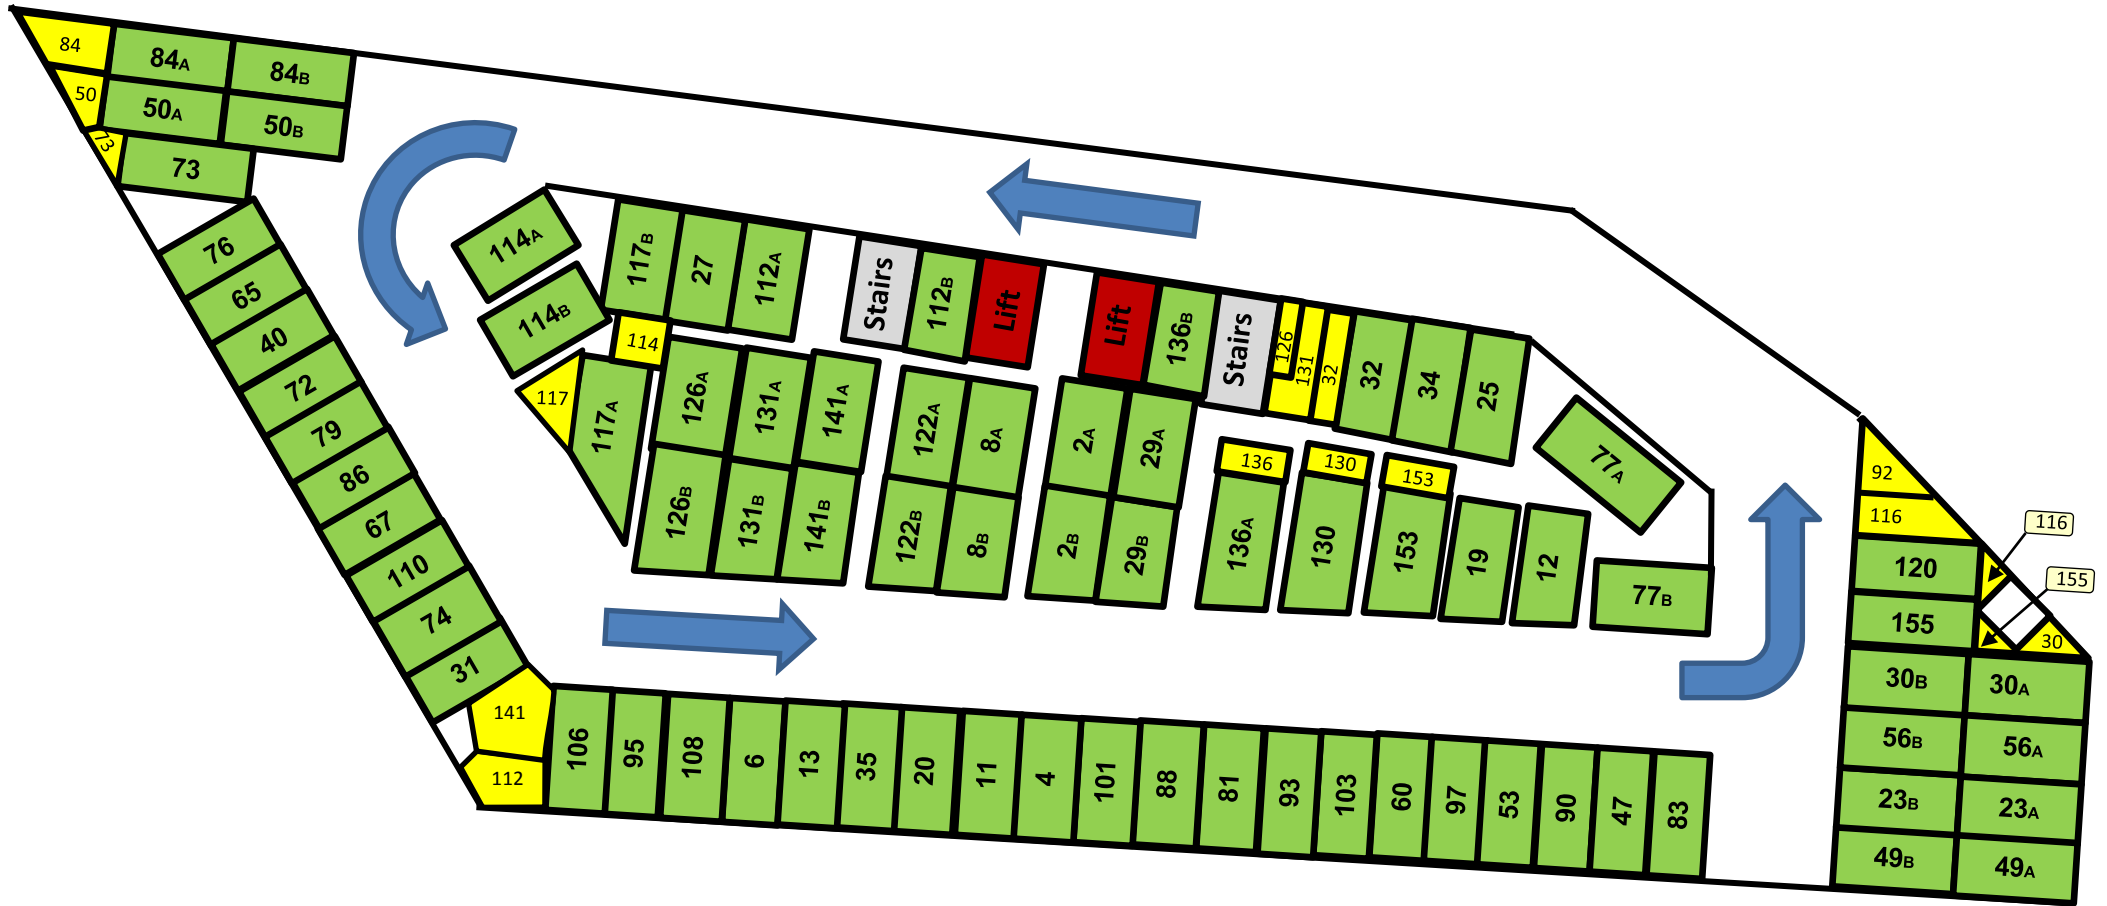 84
84A
84B
50
50A
50B
73
73
76
65
40
72
79
86
67
110
74
31
141
112
114A
114B
117B
27
112A
Stairs
112B
Lift
Lift
136B
Stairs
126
131
32
32
34
25
77A
77B
114
117
117A
126A
131A
141A
126B
131B
141B
122A
8A
122B
8B
2A
29A
2B
29B
136
136A
130
130
153
153
19
12
106
95
108
6
13
35
20
11
4
101
88
81
93
103
60
97
53
90
47
83
92
116
116
120
155
155
30
30B
30A
56B
56A
23B
23A
49B
49A